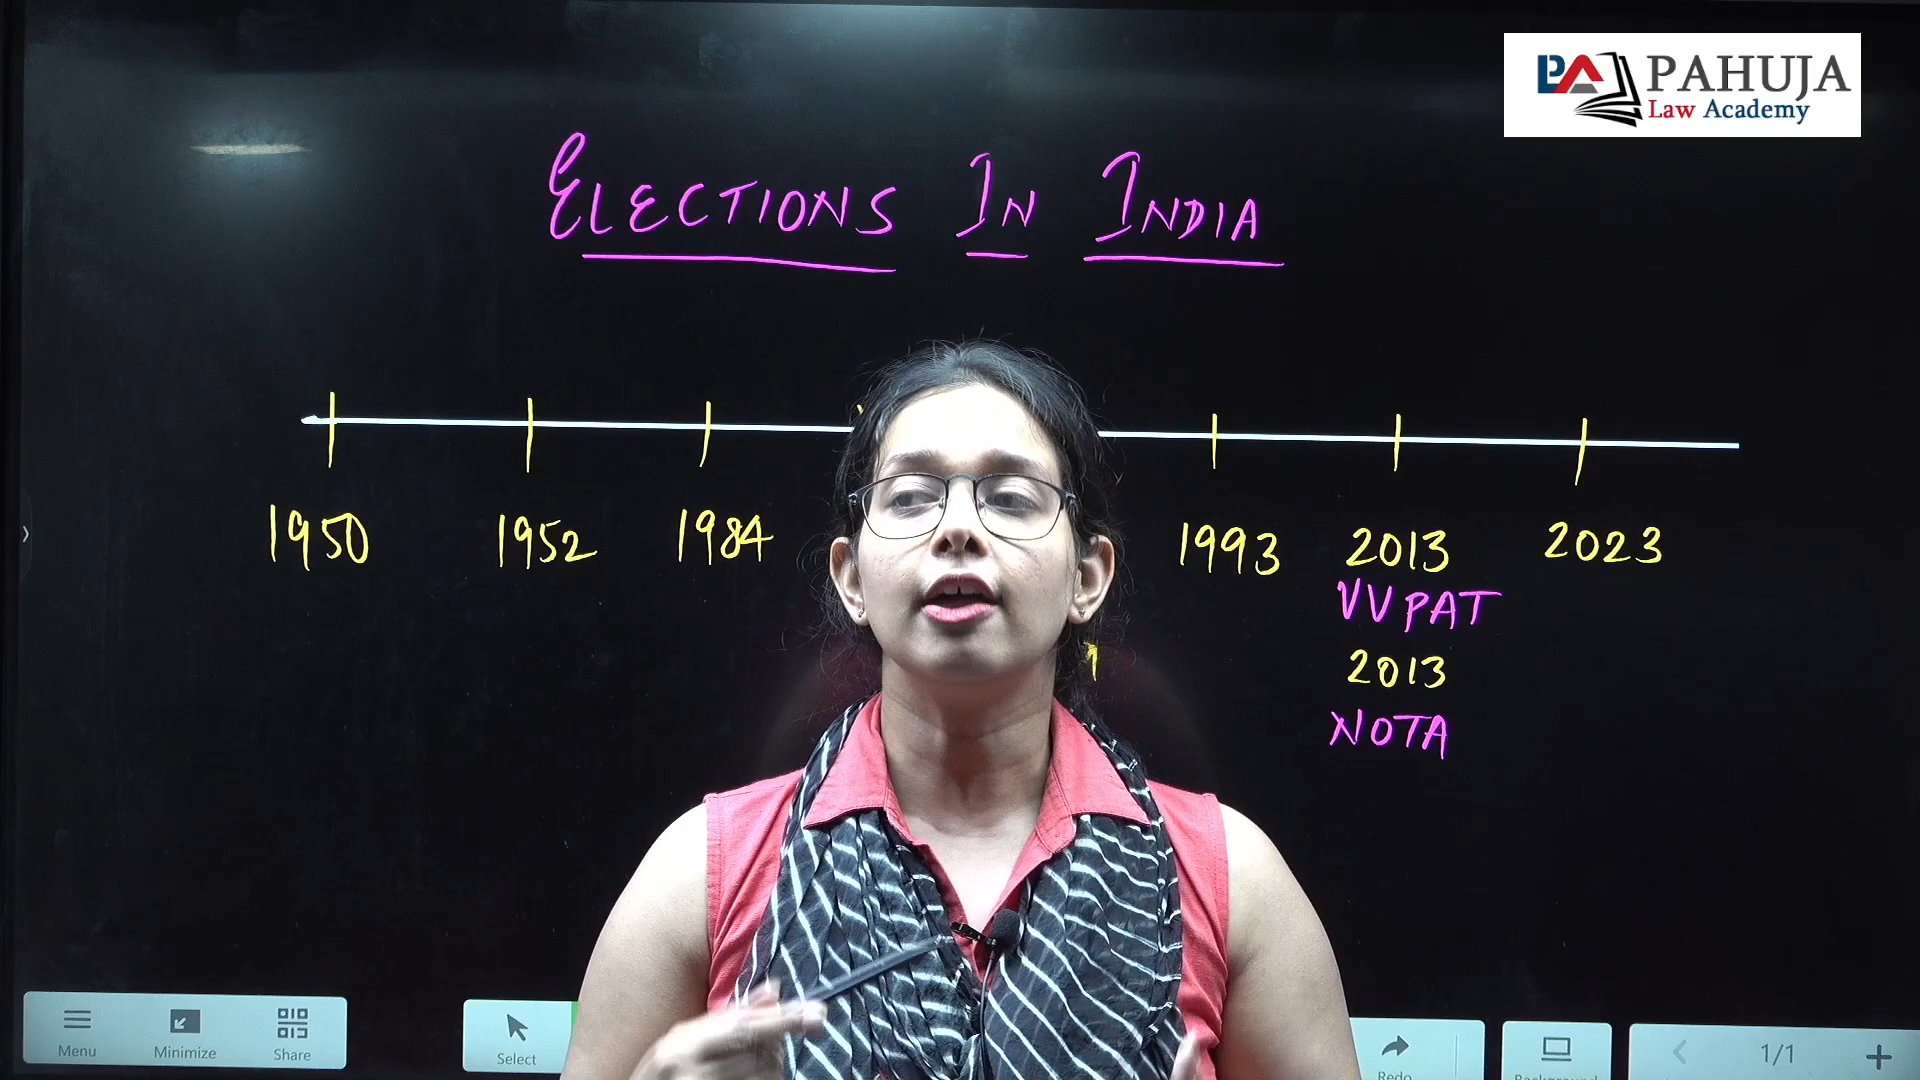 PAHUJA
Law Academy
ELECTIONS IN INDIA
1950 1952 1984 1993 2013 2023
VVPAT
2013
NOTA
Menu Minimize Share Select Redo 1/1